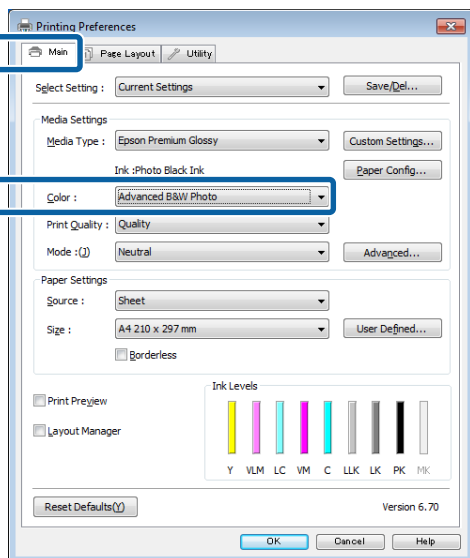 Printing Preferences
Main Page Layout Utility
Select Setting : Current Settings Save/Del...
Media Settings
Media Type : Epson Premium Glossy Custom Settings...
Ink :Photo Black Ink Paper Config...
Color : Advanced B&W Photo
Print Quality : Quality
Mode :(J) Neutral Advanced...
Paper Settings
Source : Sheet
Size : A4 210 x 297 mm User Defined...
Borderless
Ink Levels
Print Preview
Layout Manager
Y VLM LC VM C LLK LK PK MK
Reset Defaults(Y) Version 6.70
OK Cancel Help